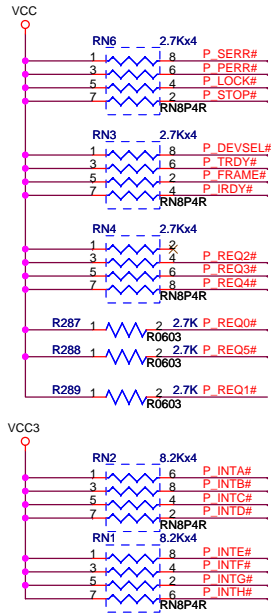 VCC
RN6 2.7Kx4
1 8 P_SERR#
3 6 P_PERR#
5 4 P_LOCK#
7 2 P_STOP#
RN8P4R
RN3 2.7Kx4
1 8 P_DEVSEL#
3 6 P_TRDY#
5 2 P_FRAME#
7 4 P_IRDY#
RN8P4R
RN4 2.7Kx4
1 2
3 4 P_REQ2#
5 6 P_REQ3#
7 8 P_REQ4#
RN8P4R
R287 1 2 2.7K P_REQ0#
R0603
R288 1 2 2.7K P_REQ5#
R0603
R289 1 2 2.7K P_REQ1#
R0603
VCC3
RN2 8.2Kx4
1 6 P_INTA#
3 8 P_INTB#
5 4 P_INTC#
7 2 P_INTD#
RN8P4R
RN1 8.2Kx4
1 8 P_INTE#
3 4 P_INTF#
5 2 P_INTG#
7 6 P_INTH#
RN8P4R